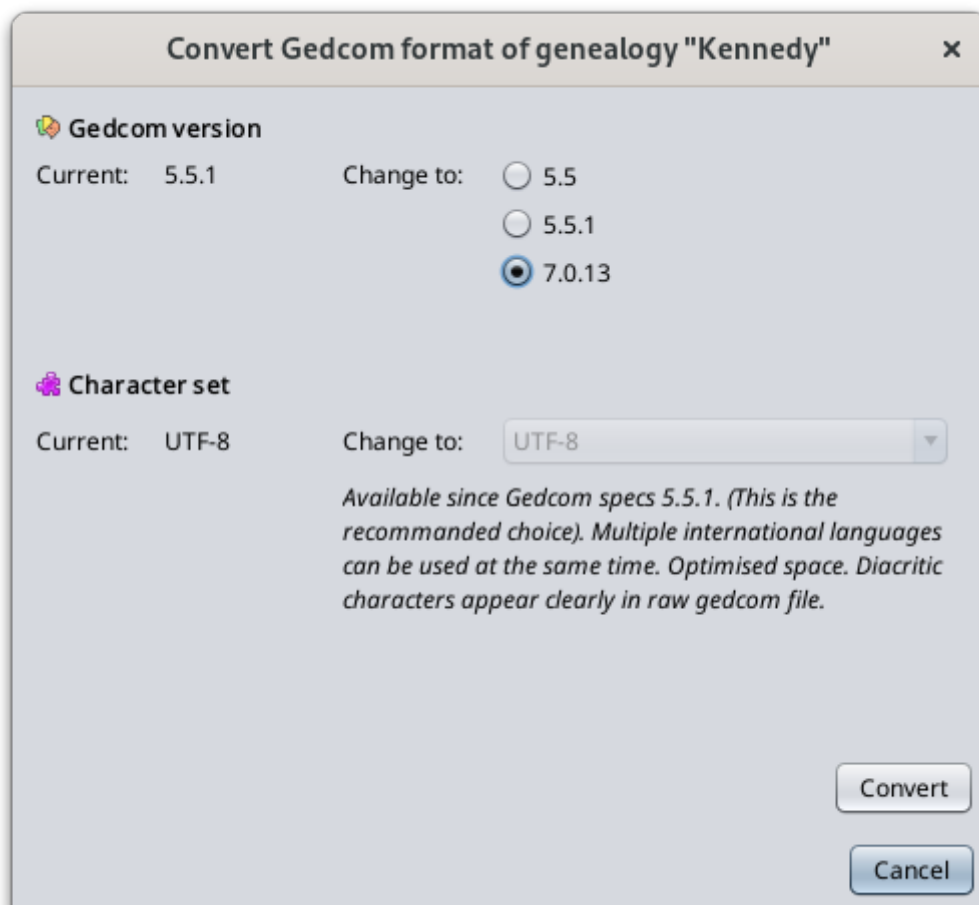 Convert Gedcom format of genealogy "Kennedy"
Gedcom version
Current: 5.5.1 Change to: 5.5
5.5.1
7.0.13
Character set
Current: UTF-8 Change to: UTF-8
Available since Gedcom specs 5.5.1. (This is the
recommanded choice). Multiple international languages
can be used at the same time. Optimised space. Diacritic
characters appear clearly in raw gedcom file.
Convert
Cancel